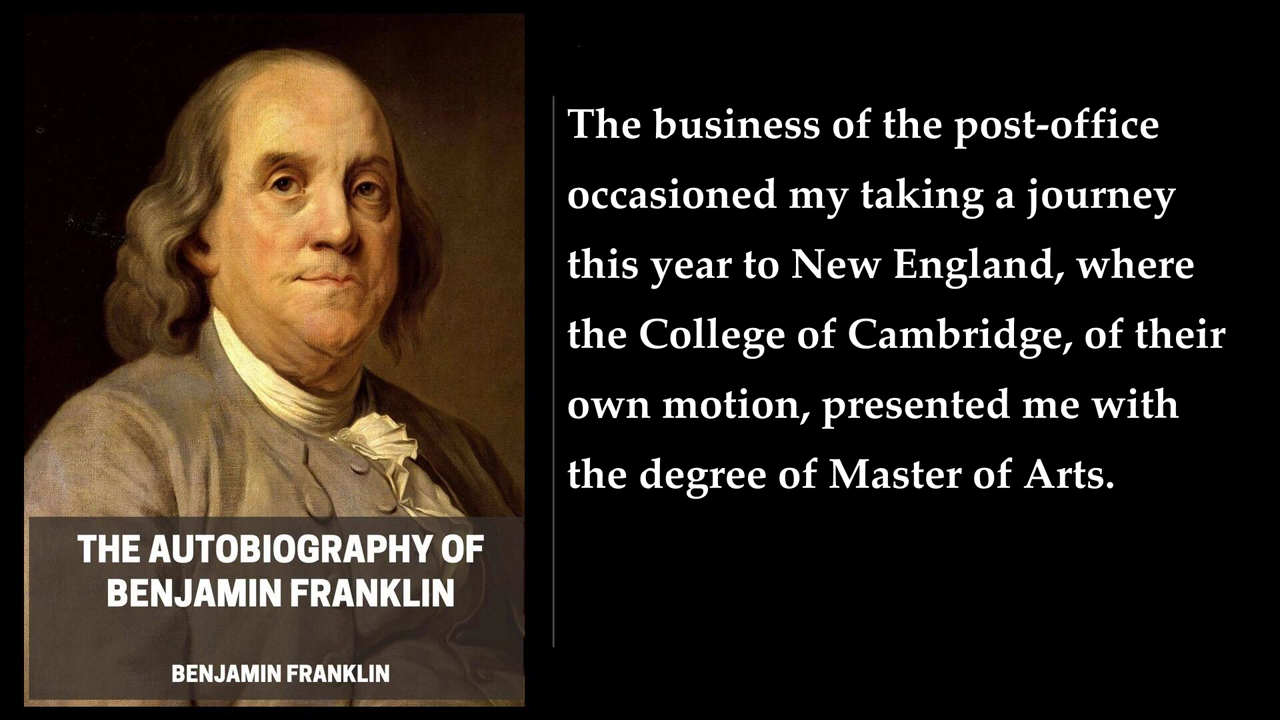 THE AUTOBIOGRAPHY OF
BENJAMIN FRANKLIN
BENJAMIN FRANKLIN
The business of the post-office
occasioned my taking a journey
this year to New England, where
the College of Cambridge, of their
own motion, presented me with
the degree of Master of Arts.